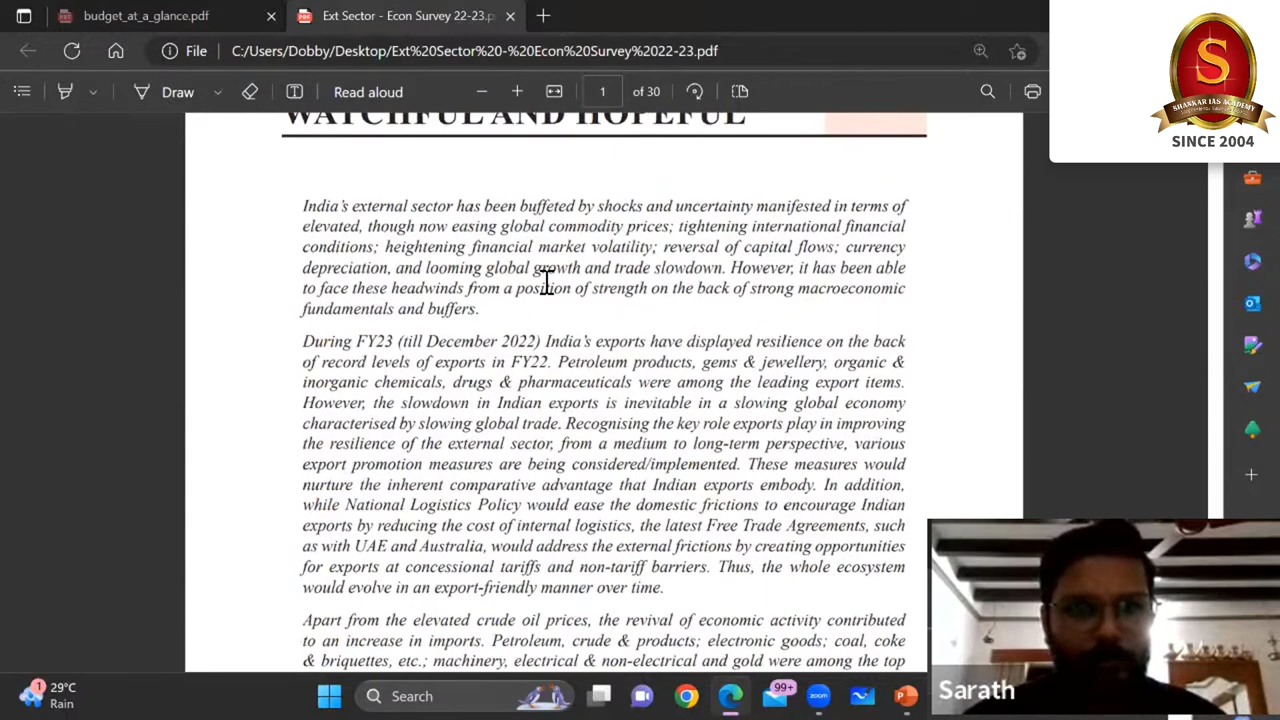 budget_at_a_glance.pdf
Ext Sector - Econ Survey 22-23.p
File
C:/Users/Dobby/Desktop/Ext%20Sector%20-%20Econ%20Survey%2022-23.pdf
Draw
Read aloud
1
of 30
WATCHFUL AND HOPEFUL
India's external sector has been buffeted by shocks and uncertainty manifested in terms of
elevated, though now easing global commodity prices; tightening international financial
conditions; heightening financial market volatility; reversal of capital flows; currency
depreciation, and looming global growth and trade slowdown. However, it has been able
to face these headwinds from a position of strength on the back of strong macroeconomic
fundamentals and buffers.
During FY23 (till December 2022) India's exports have displayed resilience on the back
of record levels of exports in FY22. Petroleum products, gems & jewellery, organic &
inorganic chemicals, drugs & pharmaceuticals were among the leading export items.
However, the slowdown in Indian exports is inevitable in a slowing global economy
characterised by slowing global trade. Recognising the key role exports play in improving
the resilience of the external sector, from a medium to long-term perspective, various
export promotion measures are being considered/implemented. These measures would
nurture the inherent comparative advantage that Indian exports embody. In addition,
while National Logistics Policy would ease the domestic frictions to encourage Indian
exports by reducing the cost of internal logistics, the latest Free Trade Agreements, such
as with UAE and Australia, would address the external frictions by creating opportunities
for exports at concessional tariffs and non-tariff barriers. Thus, the whole ecosystem
would evolve in an export-friendly manner over time.
Apart from the elevated crude oil prices, the revival of economic activity contributed
to an increase in imports. Petroleum, crude & products; electronic goods; coal, coke
& briquettes, etc.; machinery, electrical & non-electrical and gold were among the top
S
SHANKAR IAS ACADEMY
SINCE 2004
Sarath
1
29°C
Rain
Search
99+
zoom